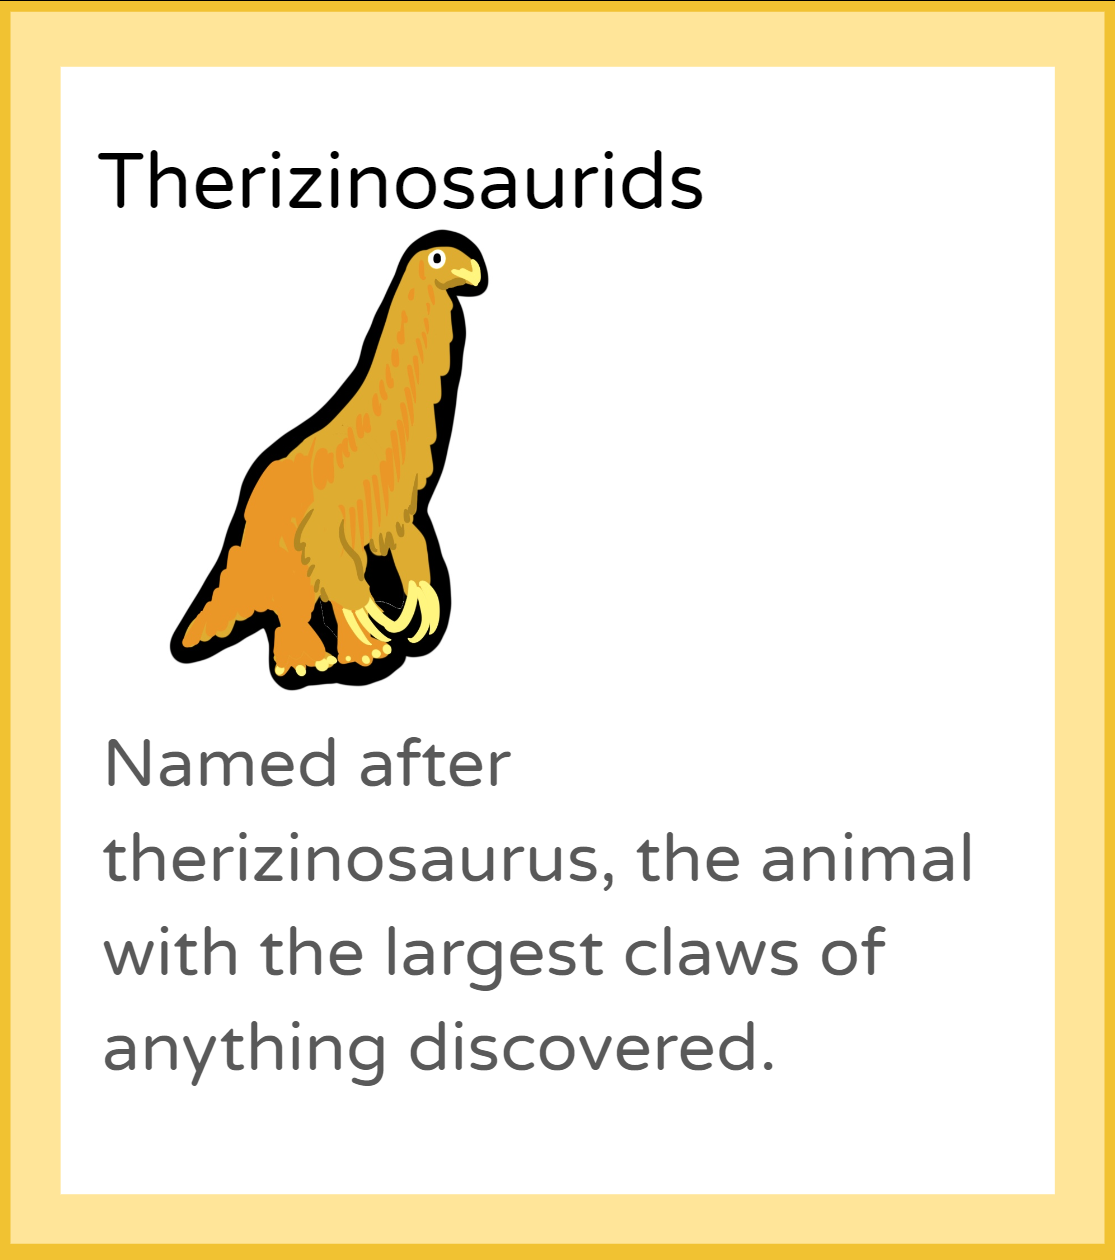 Therizinosaurids
Named after
therizinosaurus, the animal
with the largest claws of
anything discovered.